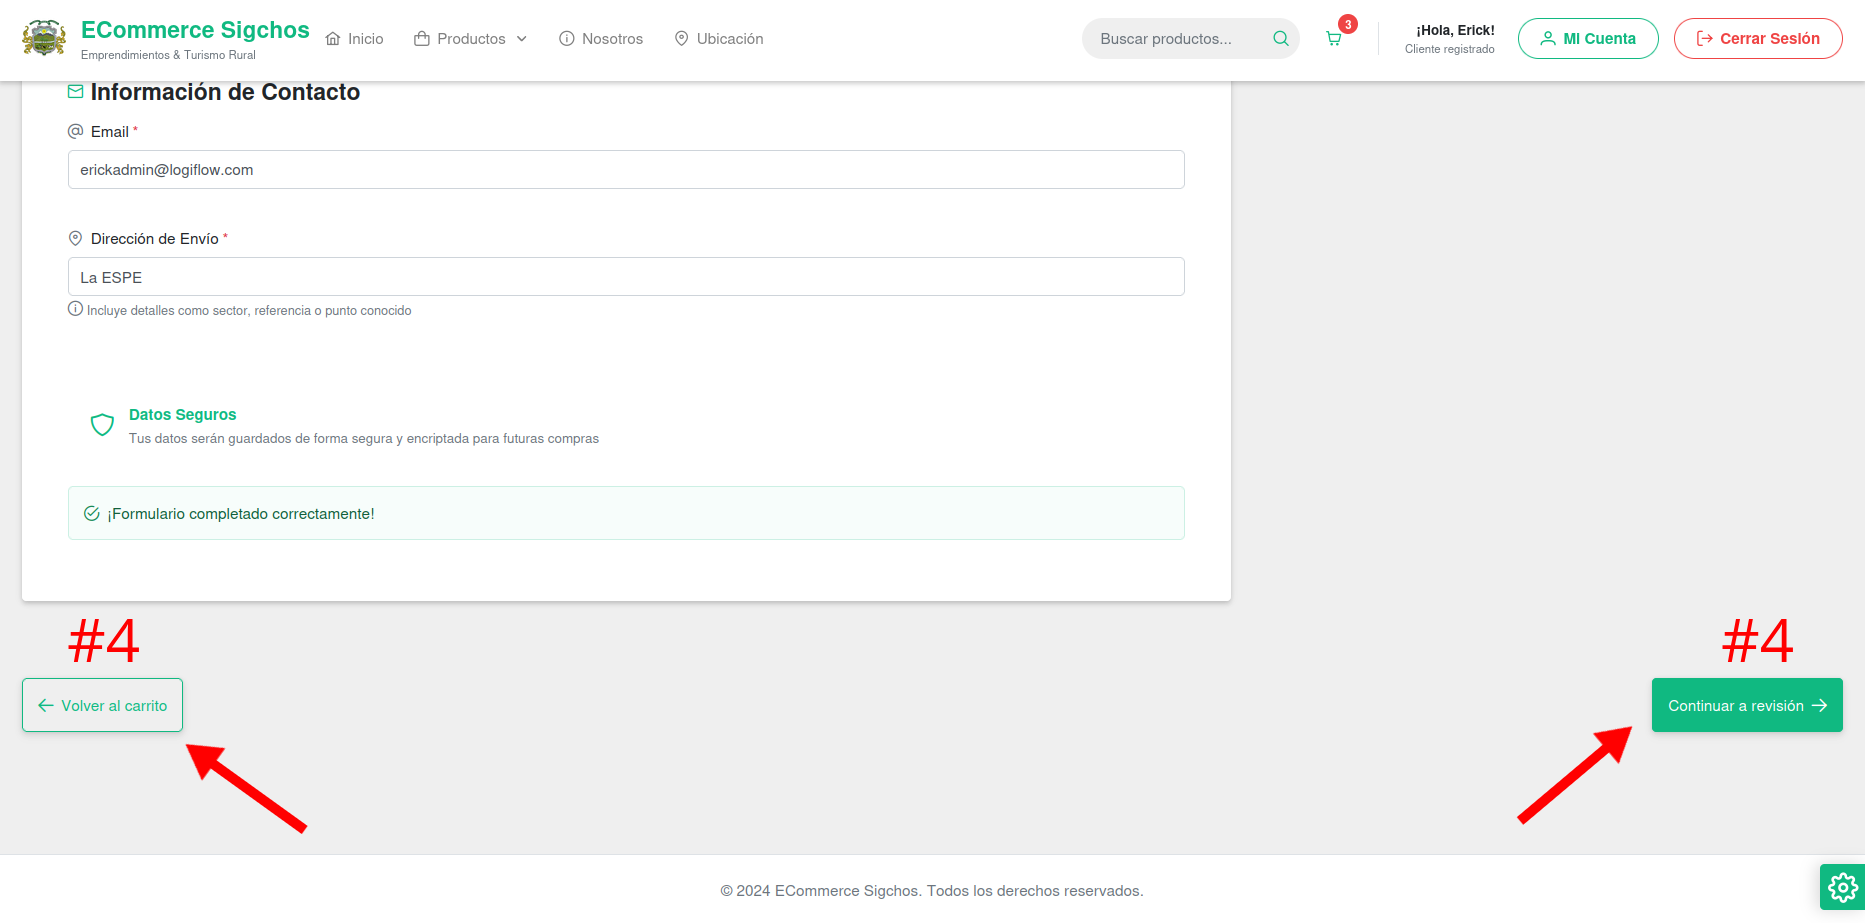 ECommerce Sigchos
Emprendimientos & Turismo Rural
Inicio
Productos
Nosotros
Ubicación
Buscar productos...
3
¡Hola, Erick!
Cliente registrado
Mi Cuenta
Cerrar Sesión
Información de Contacto
Email *
erickadmin@logiflow.com
Dirección de Envío *
La ESPE
Incluye detalles como sector, referencia o punto conocido
Datos Seguros
Tus datos serán guardados de forma segura y encriptada para futuras compras
¡Formulario completado correctamente!
#4
#4
← Volver al carrito
Continuar a revisión →
© 2024 ECommerce Sigchos. Todos los derechos reservados.